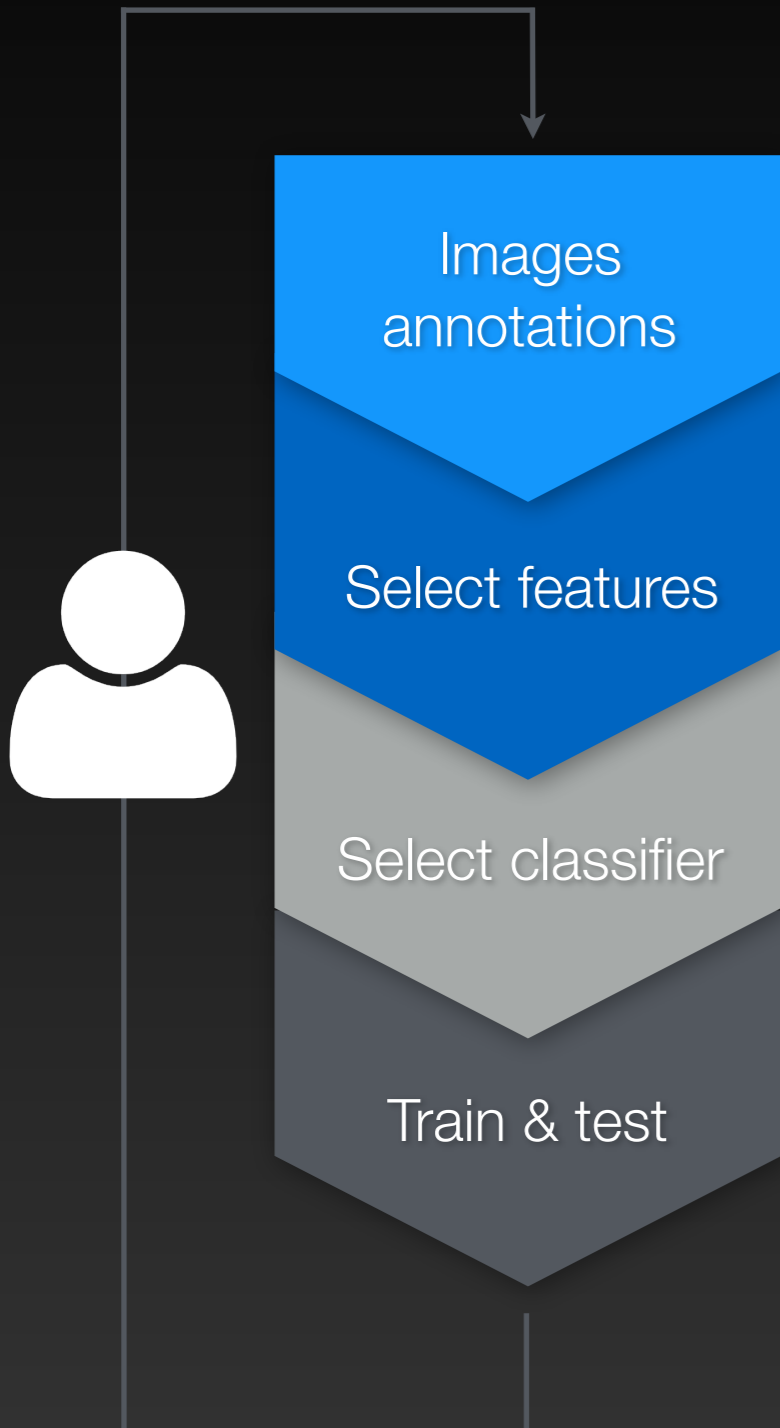 Images
annotations
Select features
Select classifier
Train & test